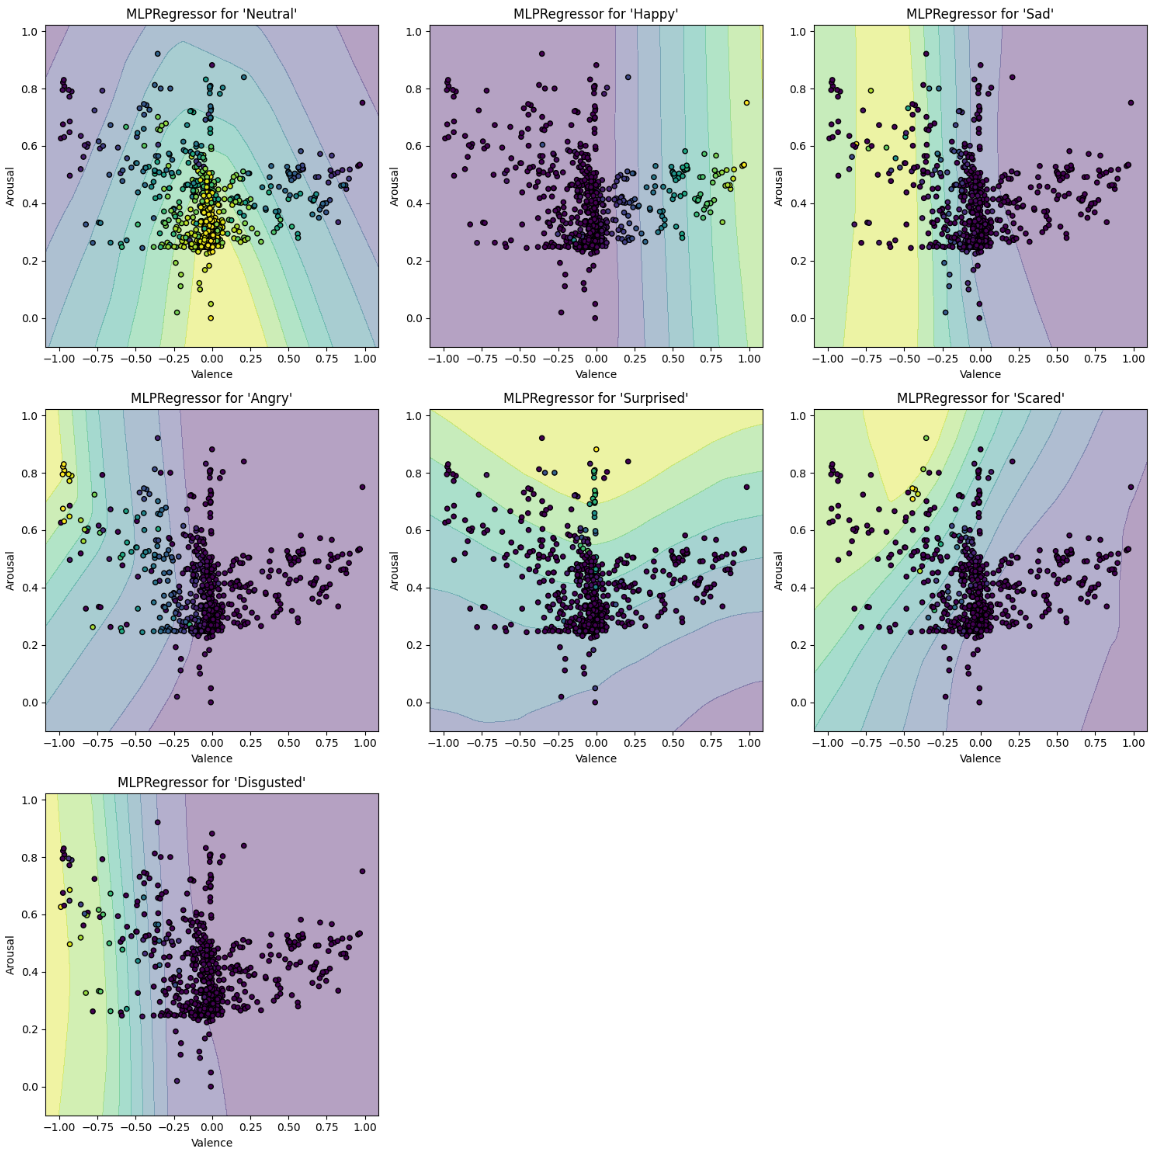 MLPRegressor for 'Neutral'
MLPRegressor for 'Happy'
MLPRegressor for 'Sad'
1.0
0.8
0.6
0.4
0.2
0.0
Arousal
−1.00 −0.75 −0.50 −0.25 0.00 0.25 0.50 0.75 1.00
Valence
1.0
0.8
0.6
0.4
0.2
0.0
Arousal
−1.00 −0.75 −0.50 −0.25 0.00 0.25 0.50 0.75 1.00
Valence
1.0
0.8
0.6
0.4
0.2
0.0
Arousal
−1.00 −0.75 −0.50 −0.25 0.00 0.25 0.50 0.75 1.00
Valence
MLPRegressor for 'Angry'
MLPRegressor for 'Surprised'
MLPRegressor for 'Scared'
1.0
0.8
0.6
0.4
0.2
0.0
Arousal
−1.00 −0.75 −0.50 −0.25 0.00 0.25 0.50 0.75 1.00
Valence
1.0
0.8
0.6
0.4
0.2
0.0
Arousal
−1.00 −0.75 −0.50 −0.25 0.00 0.25 0.50 0.75 1.00
Valence
1.0
0.8
0.6
0.4
0.2
0.0
Arousal
−1.00 −0.75 −0.50 −0.25 0.00 0.25 0.50 0.75 1.00
Valence
MLPRegressor for 'Disgusted'
1.0
0.8
0.6
0.4
0.2
0.0
Arousal
−1.00 −0.75 −0.50 −0.25 0.00 0.25 0.50 0.75 1.00
Valence